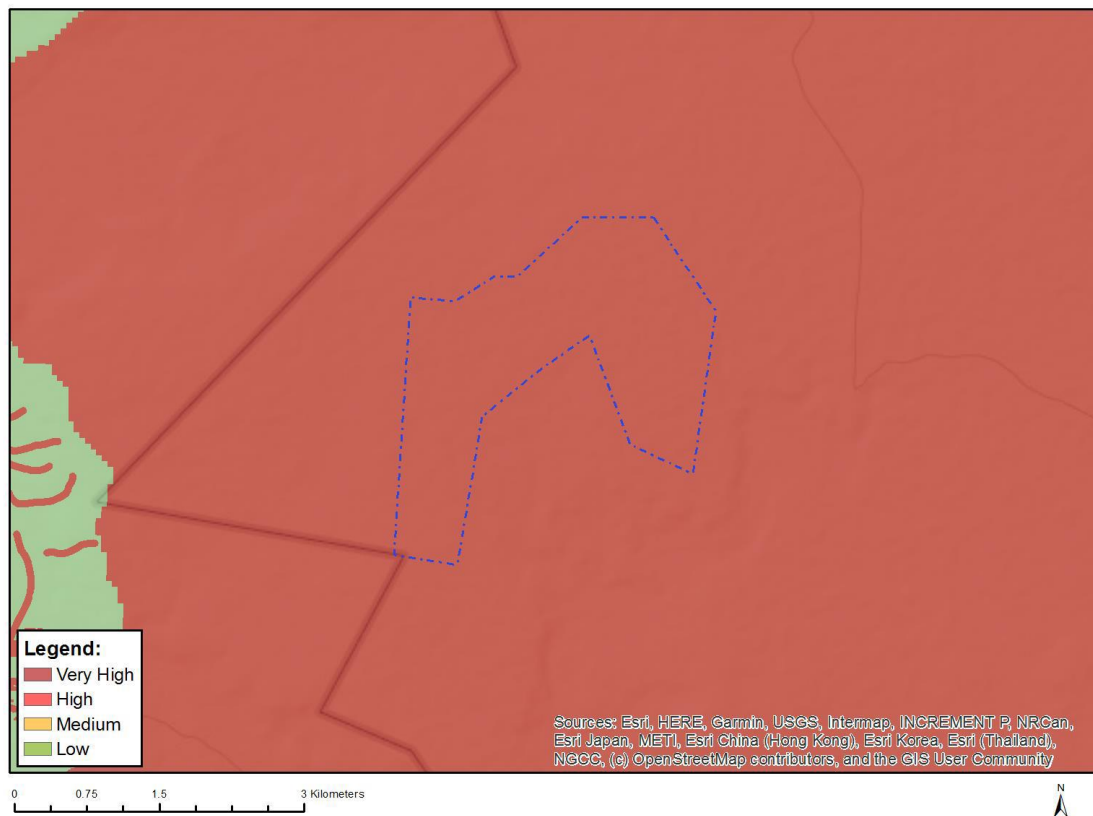 Legend:
Very High
High
Medium
Low
Sources: Esri, HERE, Garmin, USGS, Intermap, INCREMENT P, NRCan,
Esri Japan, METI, Esri China (Hong Kong), Esri Korea, Esri (Thailand),
NGCC, (c) OpenStreetMap contributors, and the GIS User Community
0 0.75 1.5 3 Kilometers
N